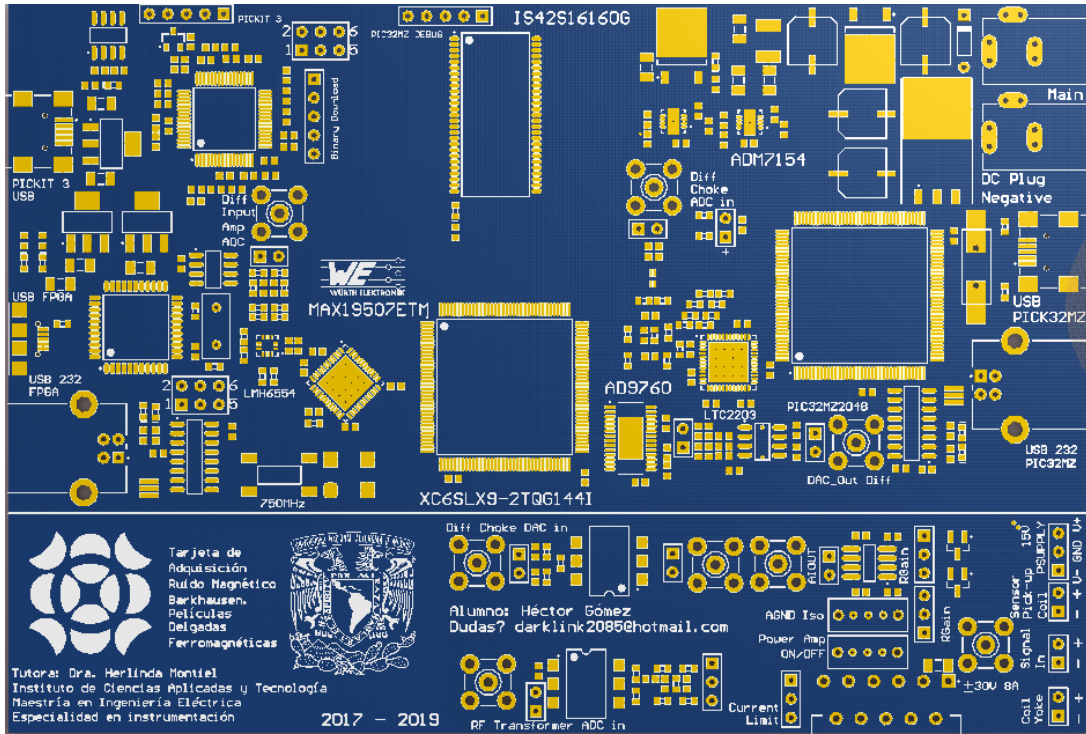 PICKIT 3
PIC32MZ DEBUG
IS42S16160G
2 6
1 5
Binary Download
Main
ADM7154
DC Plug
Negative
PICKIT 3
USB
Diff
Input
Amp
ADC
Diff
Choke
ADC in
+
WE
WÜRTH ELEKTRONIK
MAX19507ETM
USB FPGA
USB
PICK32MZ
USB 232
FPGA
2 6
1 5
LMH6554
AD9760
LTC2203
PIC32MZ2048
USB 232
PIC32MZ
DAC_Out Diff
750MHz
XC6SLX9-2TQG144I
Diff Choke DAC in
Tarjeta de
Adquisición
Ruido Magnético
Barkhausen.
Películas
Delgadas
Ferromagnéticas
Alumno: Héctor Gómez
Dudas? darklink2085@hotmail.com
AIOUT
RGain
RGain
AGND Iso
Power Amp
ON/OFF
Sensor
Pick-up
Coil
15V
PSUPPLY
V- GND V+
- +
Signal
In
- +
±30V 8A
Coil
Yoke
- +
Current
Limit
RF Transformer ADC in
Tutora: Dra. Herlinda Montiel
Instituto de Ciencias Aplicadas y Tecnología
Maestría en Ingeniería Eléctrica
Especialidad en instrumentación
2017 - 2019